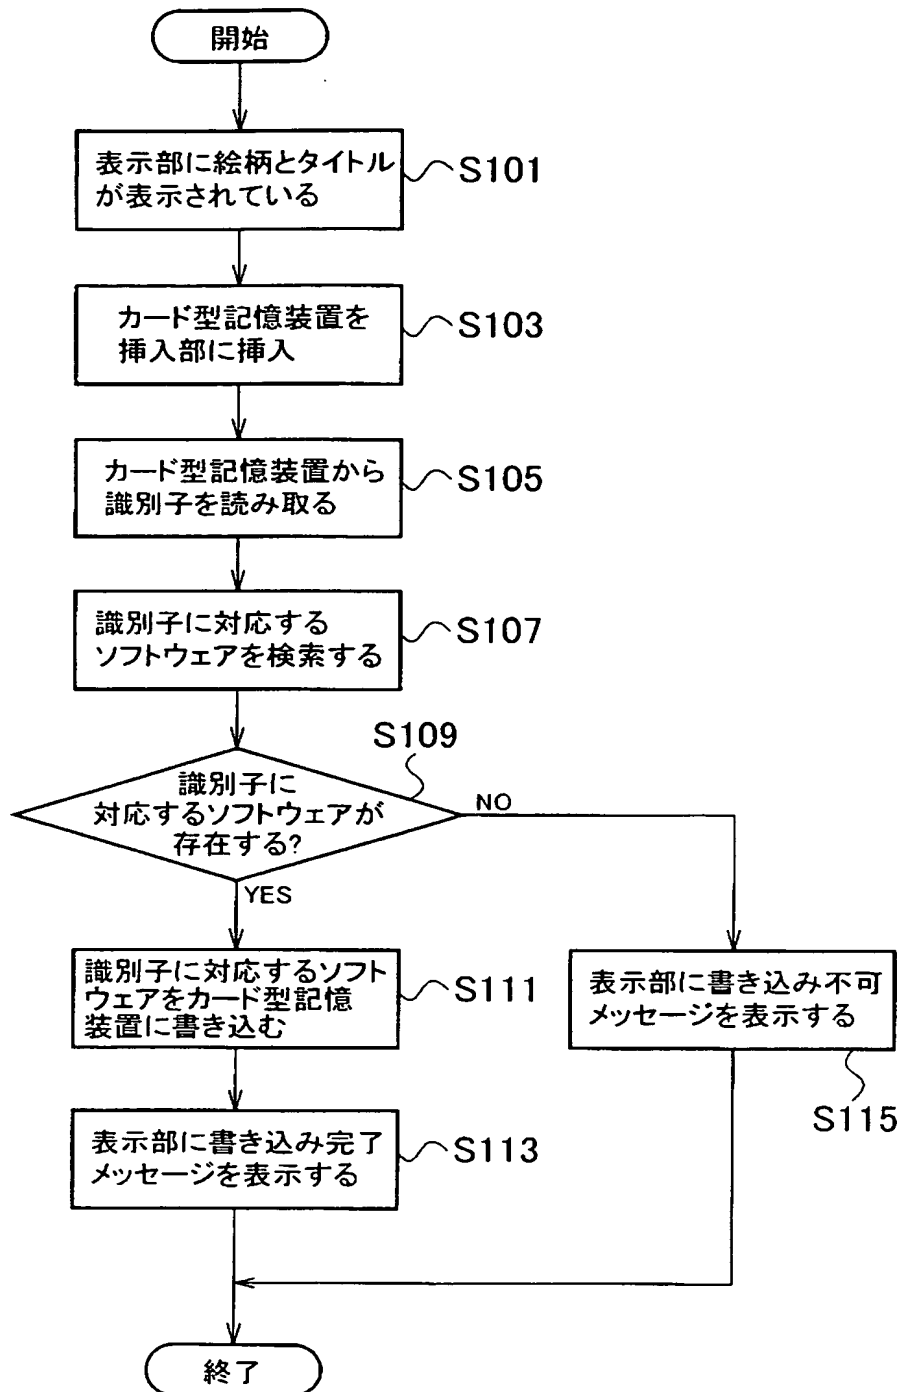 開始
表示部に絵柄とタイトル
が表示されている
S101
カード型記憶装置を
挿入部に挿入
S103
カード型記憶装置から
識別子を読み取る
S105
識別子に対応する
ソフトウェアを検索する
S107
S109
識別子に
対応するソフトウェアが
存在する?
NO
YES
識別子に対応するソフト
ウェアをカード型記憶
装置に書き込む
S111
表示部に書き込み不可
メッセージを表示する
S115
表示部に書き込み完了
メッセージを表示する
S113
終了